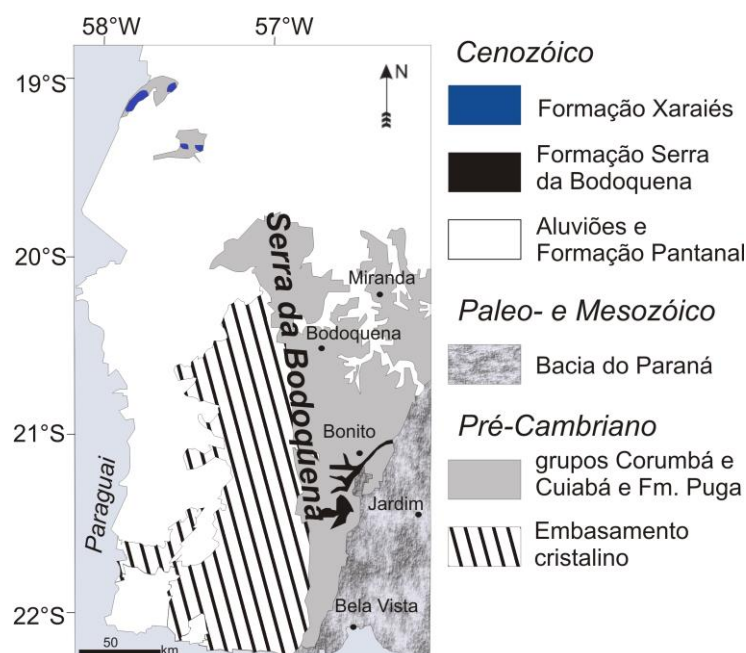 58°W
57°W
19°S
20°S
21°S
22°S
N
Serra da Bodoquena
Miranda
Bodoquena
Bonito
Jardim
Bela Vista
Paraguai
50
km
Cenozóico
Formação Xaraiés
Formação Serra
da Bodoquena
Aluviões e
Formação Pantanal
Paleo- e Mesozóico
Bacia do Paraná
Pré-Cambriano
grupos Corumbá e
Cuiabá e Fm. Puga
Embasamento
cristalino